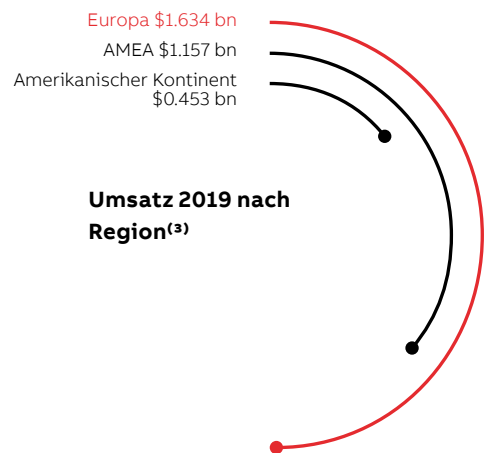 Europa $1.634 bn
AMEA $1.157 bn
Amerikanischer Kontinent
$0.453 bn
Umsatz 2019 nach
Region⁽³⁾